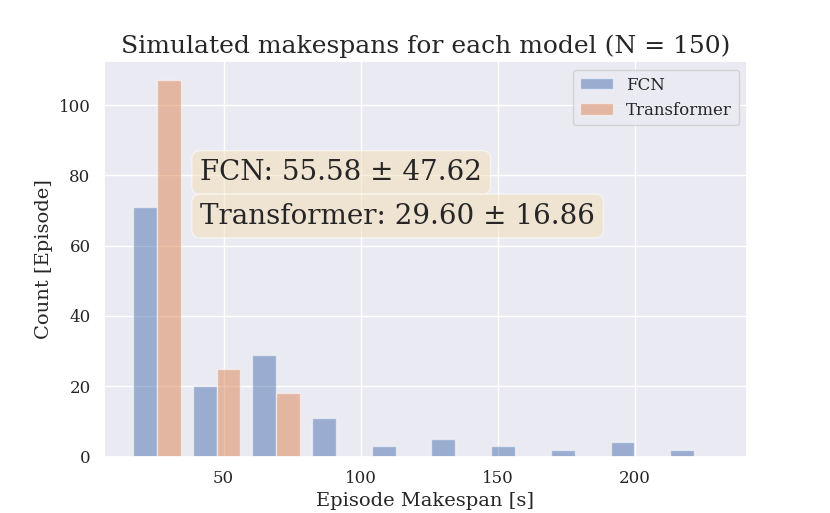 Simulated makespans for each model (N = 150)
FCN
Transformer
FCN: 55.58 ± 47.62
Transformer: 29.60 ± 16.86
Count [Episode]
100
80
60
40
20
0
50
100
150
200
Episode Makespan [s]